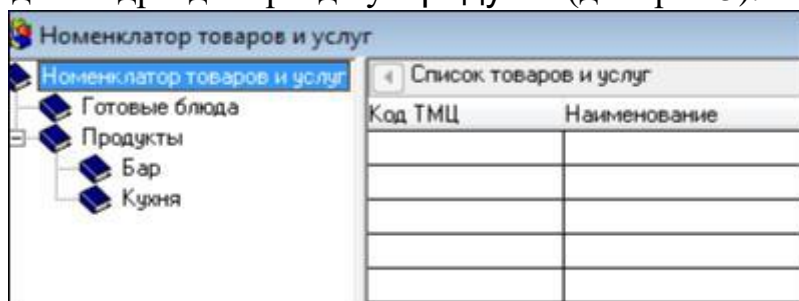 Номенклатор товаров и услуг
Номенклатор товаров и услуг
Готовые блюда
Продукты
Бар
Кухня
Список товаров и услуг
Код ТМЦ Наименование